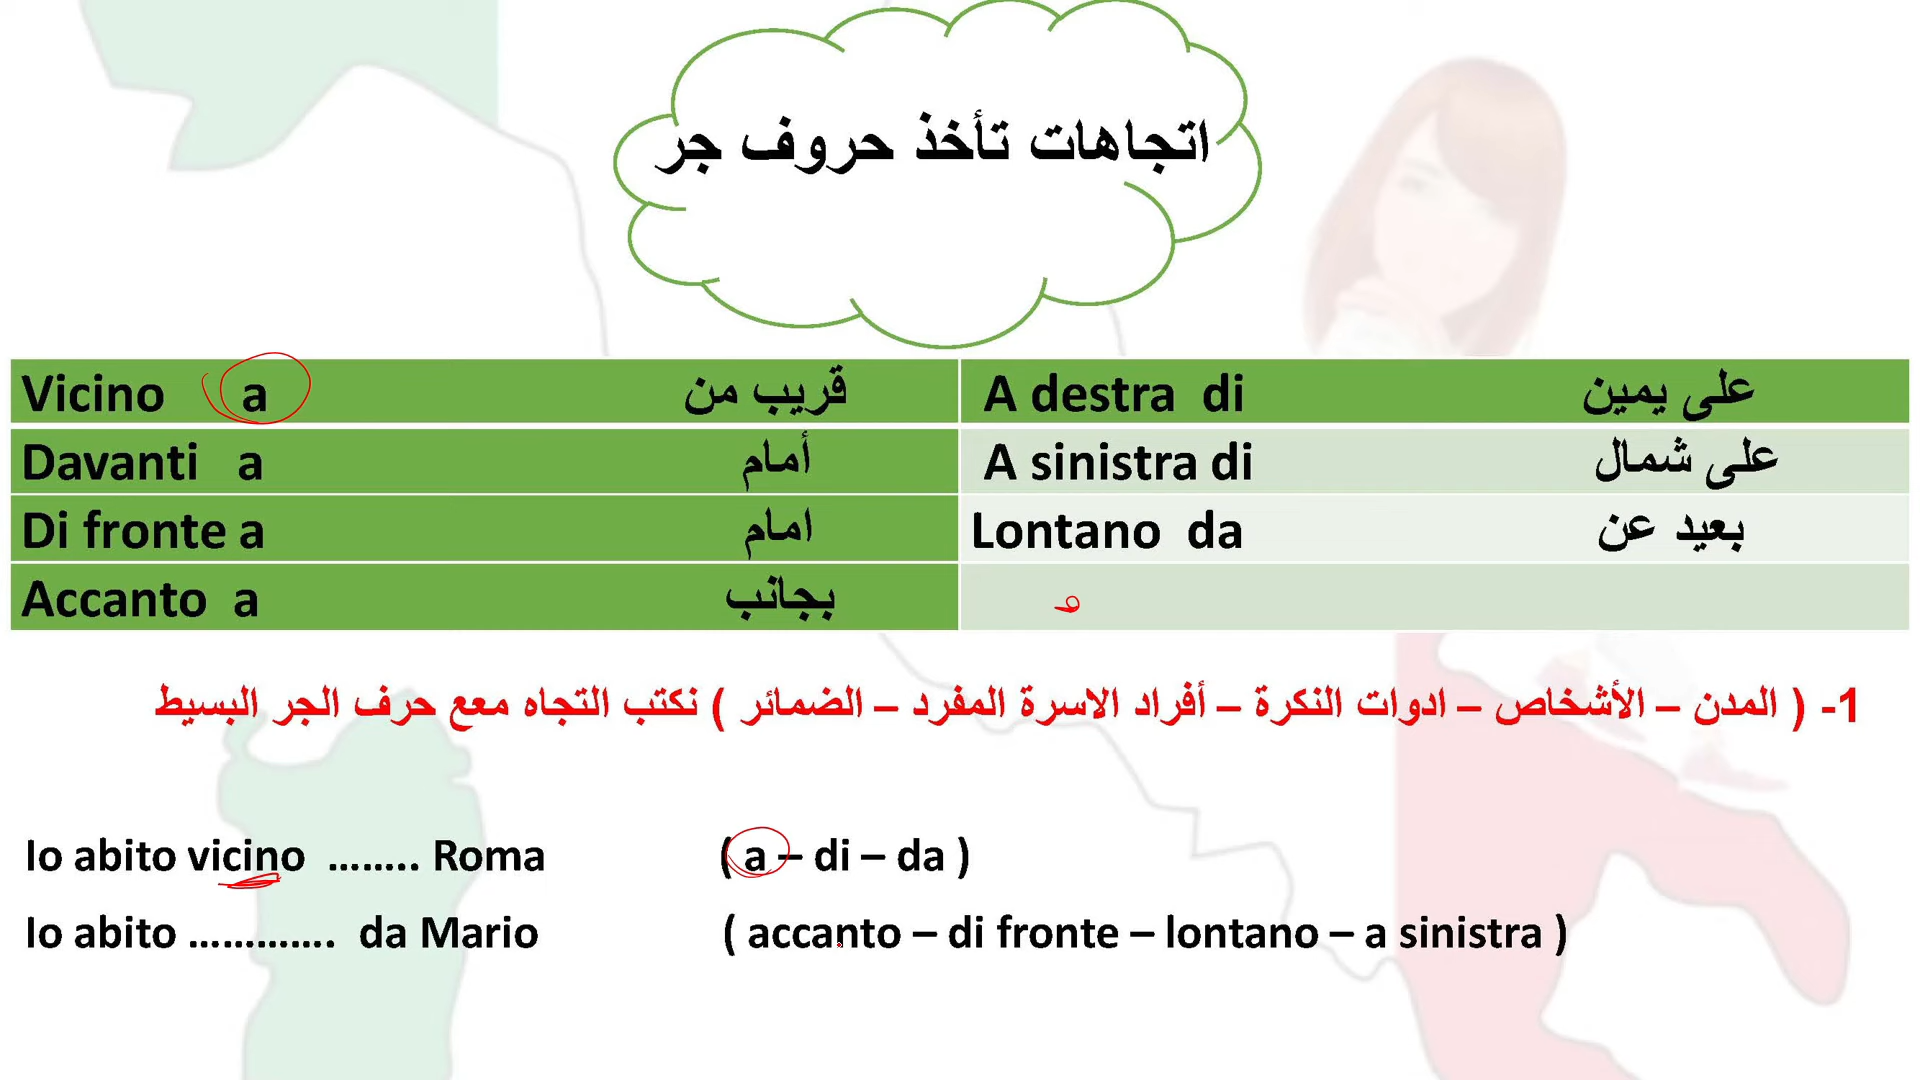 اتجاهات تأخذ حروف جر
Vicino a قريب من
A destra di على يمين
Davanti a أمام
A sinistra di على شمال
Di fronte a امام
Lontano da بعيد عن
Accanto a بجانب
1- ( المدن – الأشخاص – ادوات النكرة – أفراد الاسرة المفرد – الضمائر ) نكتب التجاه معع حرف الجر البسيط
Io abito vicino …….. Roma ( a – di – da )
Io abito …………. da Mario ( accanto – di fronte – lontano – a sinistra )